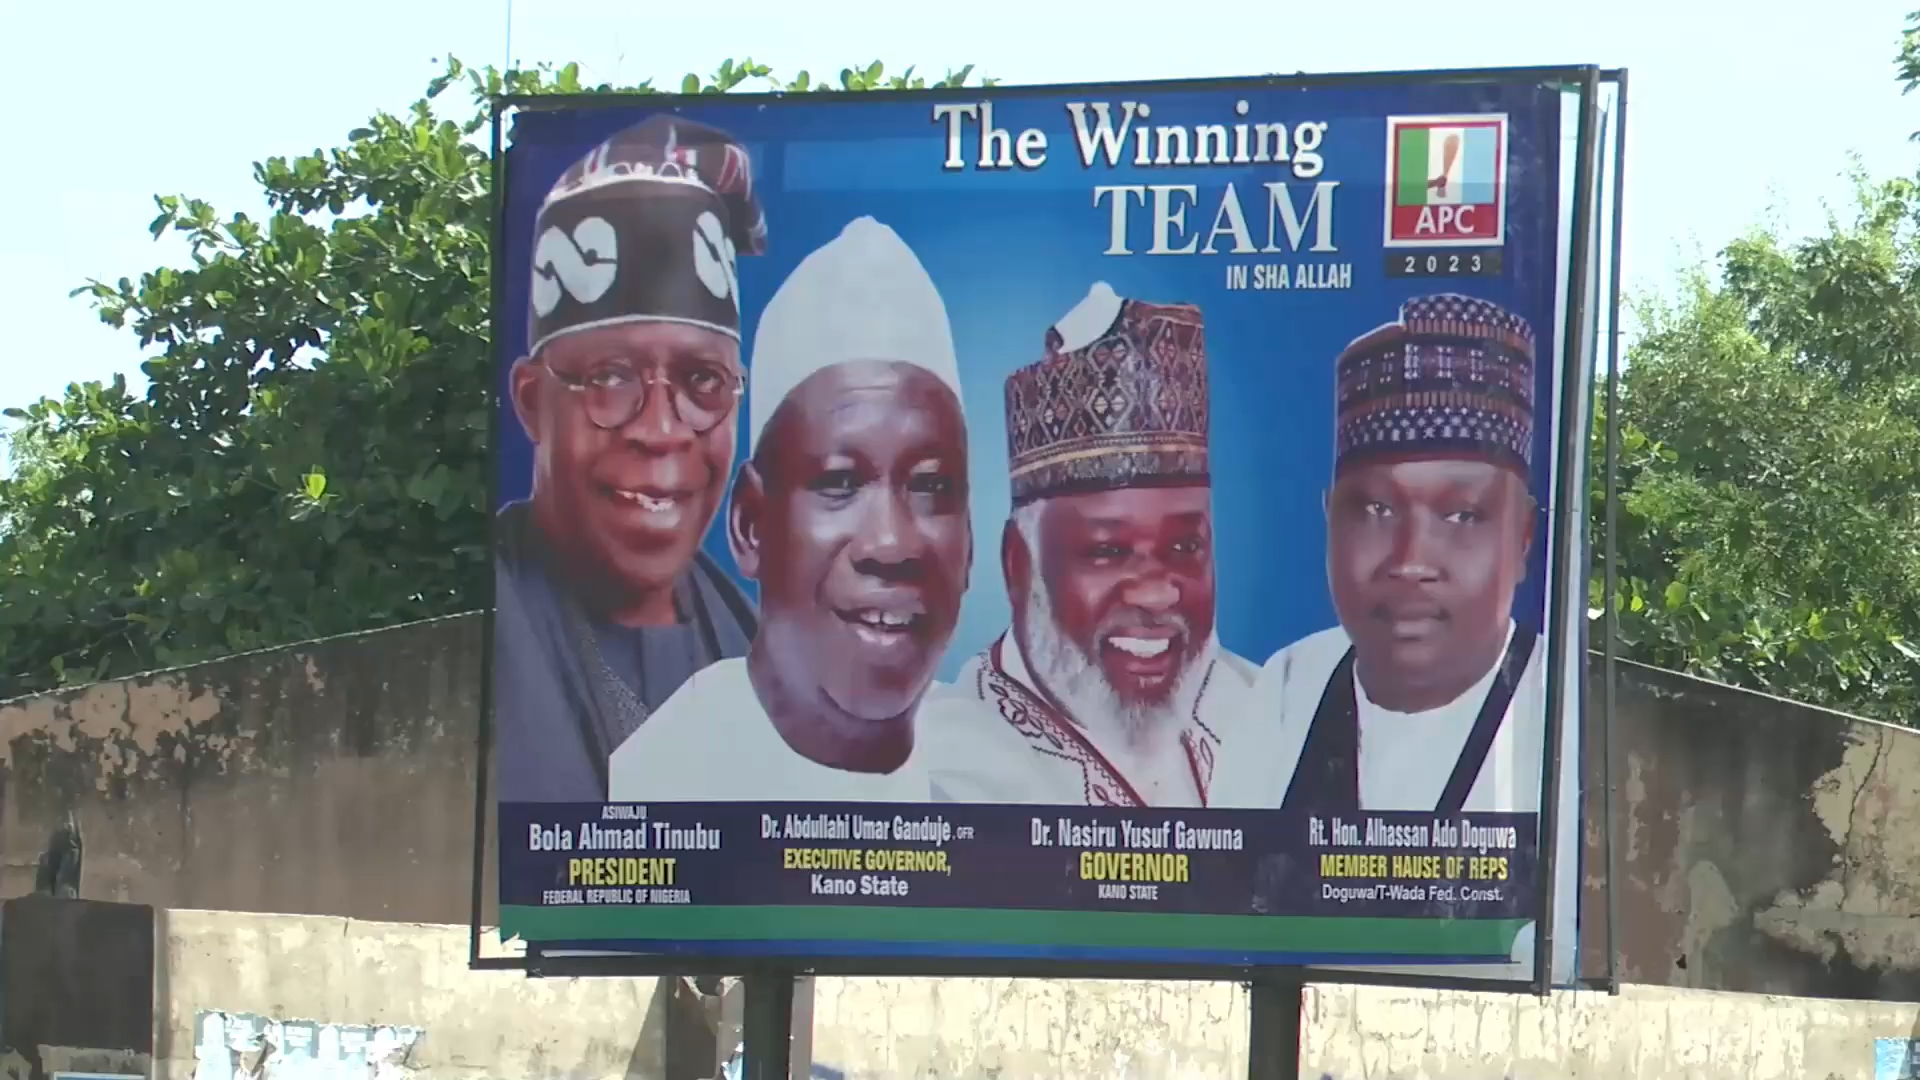 The Winning
TEAM
IN SHA ALLAH
APC
2023
ASIWAJU
Bola Ahmad Tinubu
PRESIDENT
FEDERAL REPUBLIC OF NIGERIA
Dr. Abdullahi Umar Ganduje, OFR
EXECUTIVE GOVERNOR,
Kano State
Dr. Nasiru Yusuf Gawuna
GOVERNOR
KANO STATE
Rt. Hon. Alhassan Ado Doguwa
MEMBER HAUSE OF REPS
Doguwa/T-Wada Fed. Const.